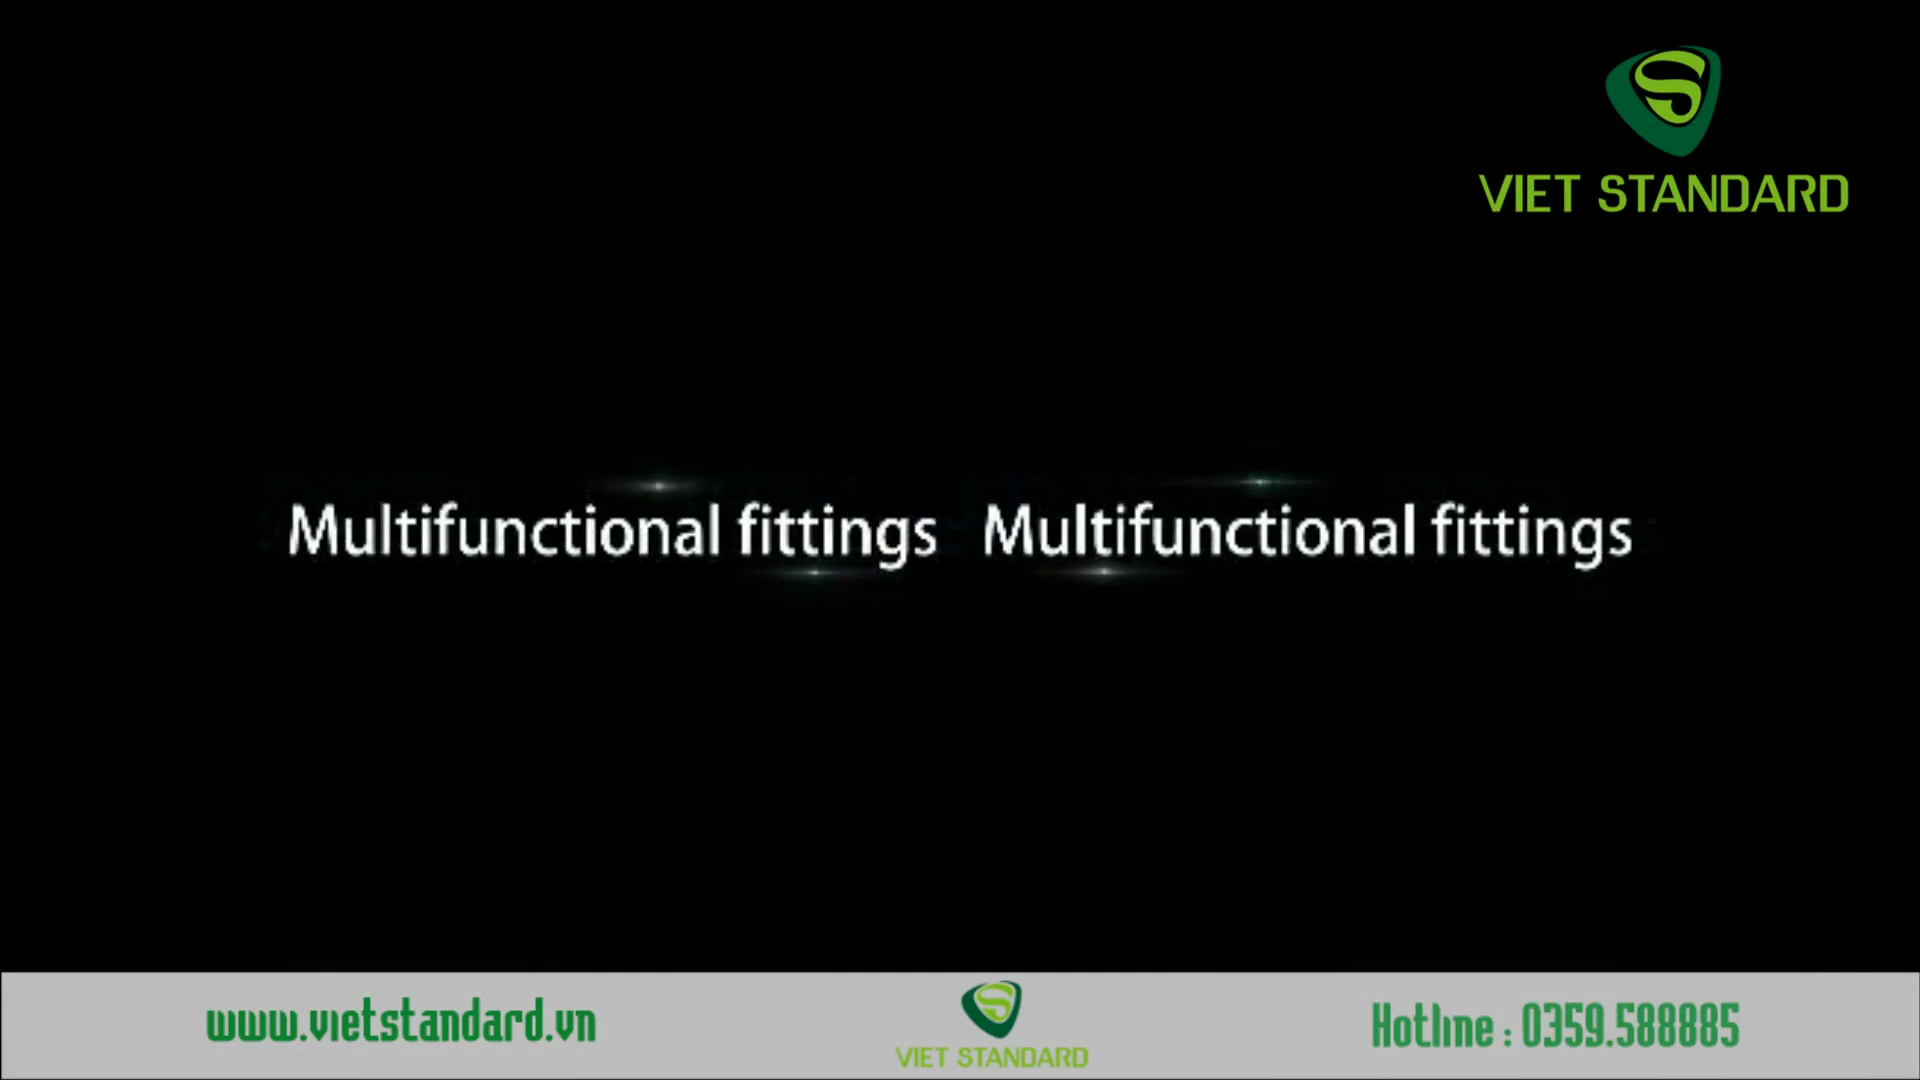 VIET STANDARD
Multifunctional fittings Multifunctional fittings
www.vietstandard.vn
VIET STANDARD
Hotline : 0359.588885